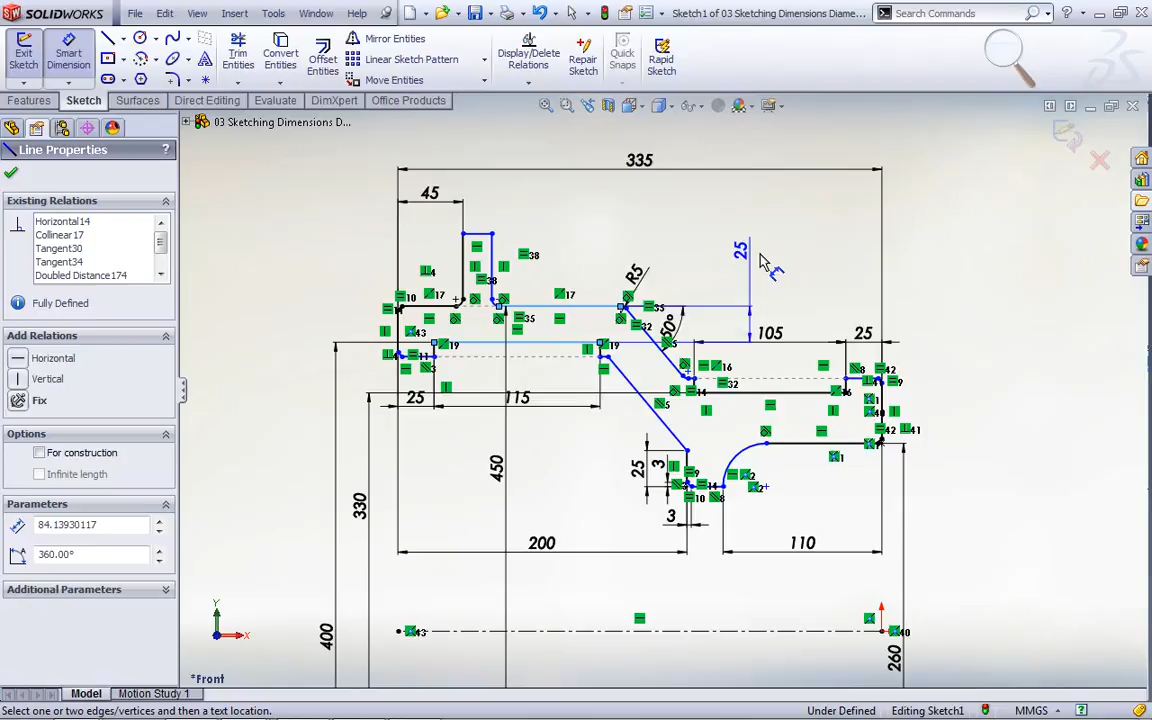 SOLIDWORKS
File Edit View Insert Tools Window Help
Sketch1 of 03 Sketching Dimensions Diame...
Search Commands
Exit Sketch
Smart Dimension
Trim Entities
Convert Entities
Offset Entities
Mirror Entities
Linear Sketch Pattern
Move Entities
Display/Delete Relations
Repair Sketch
Quick Snaps
Rapid Sketch
Features Sketch Surfaces Direct Editing Evaluate DimXpert Office Products
03 Sketching Dimensions D...
Line Properties ?
Existing Relations
Horizontal14
Collinear17
Tangent30
Tangent34
Doubled Distance174
Fully Defined
Add Relations
Horizontal
Vertical
Fix
Options
For construction
Infinite length
Parameters
84.13930117
360.00°
Additional Parameters
335
45
25
R5
50°
105
25
25
115
450
330
25
3
3
200
110
400
260
Y
X
*Front
Model Motion Study 1
Select one or two edges/vertices and then a text location.
Under Defined Editing Sketch1 MMGS